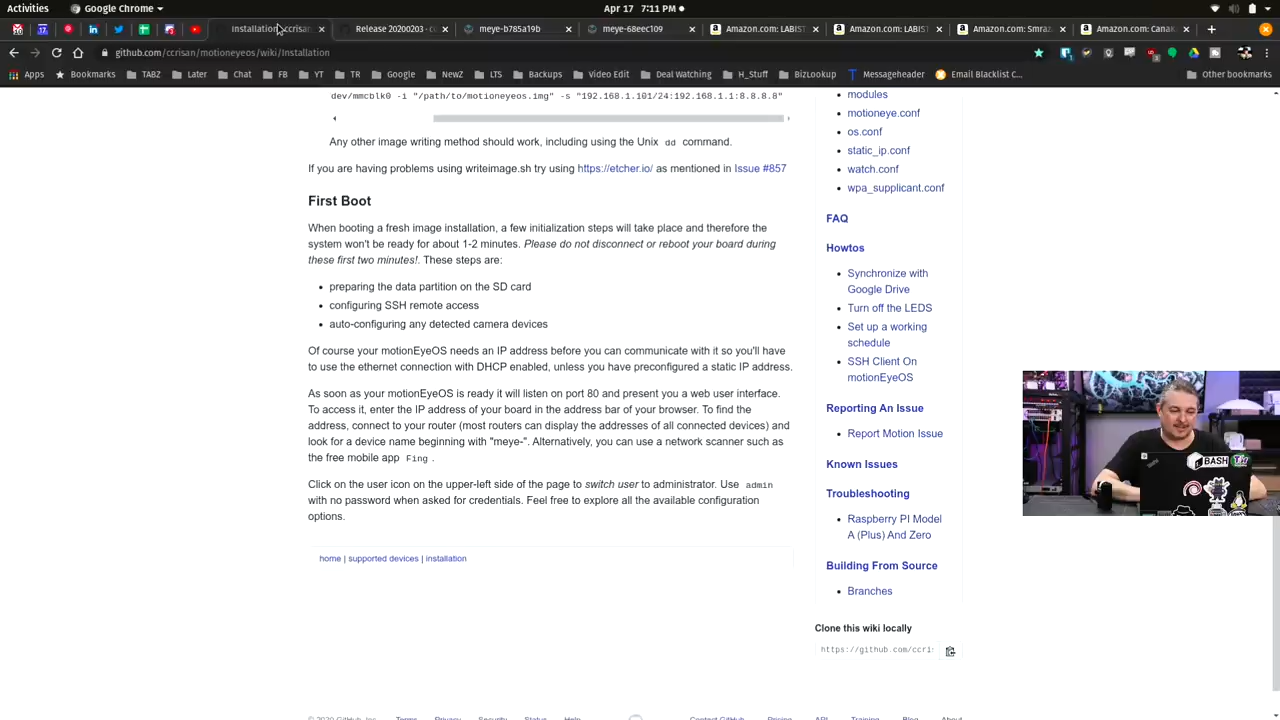 Activities
Google Chrome
Apr 17 7:11 PM
Installation · ccrisan
Release 20200203 · C
meye-b785a19b
meye-68eec109
Amazon.com: LABIST
Amazon.com: LABIST
Amazon.com: Smraz
Amazon.com: Canak
github.com/ccrisan/motioneyeos/wiki/Installation
Apps
Bookmarks
TABZ
Later
Chat
FB
YT
TR
Google
NewZ
LTS
Backups
Video Edit
Deal Watching
H_Stuff
BizLookup
Messageheader
Email Blacklist C...
Other bookmarks
dev/mmcblk0 -i "/path/to/motioneyeos.img" -s "192.168.1.101/24:192.168.1.1:8.8.8.8"
Any other image writing method should work, including using the Unix dd command.
If you are having problems using writeimage.sh try using https://etcher.io/ as mentioned in Issue #857
First Boot
When booting a fresh image installation, a few initialization steps will take place and therefore the
system won't be ready for about 1-2 minutes. Please do not disconnect or reboot your board during
these first two minutes!. These steps are:
• preparing the data partition on the SD card
• configuring SSH remote access
• auto-configuring any detected camera devices
Of course your motionEyeOS needs an IP address before you can communicate with it so you'll have
to use the ethernet connection with DHCP enabled, unless you have preconfigured a static IP address.
As soon as your motionEyeOS is ready it will listen on port 80 and present you a web user interface.
To access it, enter the IP address of your board in the address bar of your browser. To find the
address, connect to your router (most routers can display the addresses of all connected devices) and
look for a device name beginning with "meye-". Alternatively, you can use a network scanner such as
the free mobile app Fing .
Click on the user icon on the upper-left side of the page to switch user to administrator. Use admin
with no password when asked for credentials. Feel free to explore all the available configuration
options.
home | supported devices | installation
modules
motioneye.conf
os.conf
static_ip.conf
watch.conf
wpa_supplicant.conf
FAQ
Howtos
Synchronize with
Google Drive
Turn off the LEDS
Set up a working
schedule
SSH Client On
motionEyeOS
Reporting An Issue
Report Motion Issue
Known Issues
Troubleshooting
Raspberry PI Model
A (Plus) And Zero
Building From Source
Branches
Clone this wiki locally
https://github.com/ccri
BASH
© 2020 GitHub, Inc.
Terms
Privacy
Security
Status
Help
Contact GitHub
Pricing
API
Training
Blog
About